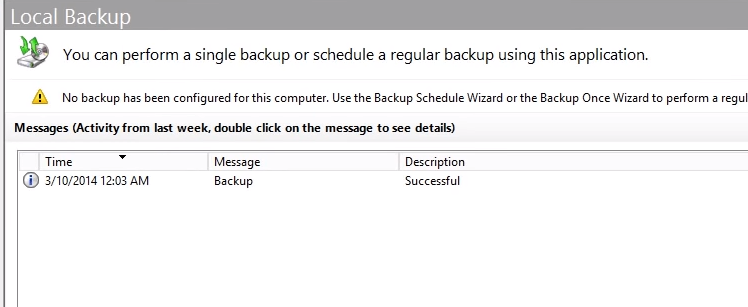 Local Backup
You can perform a single backup or schedule a regular backup using this application.
No backup has been configured for this computer. Use the Backup Schedule Wizard or the Backup Once Wizard to perform a regul
Messages (Activity from last week, double click on the message to see details)
Time Message Description
3/10/2014 12:03 AM Backup Successful